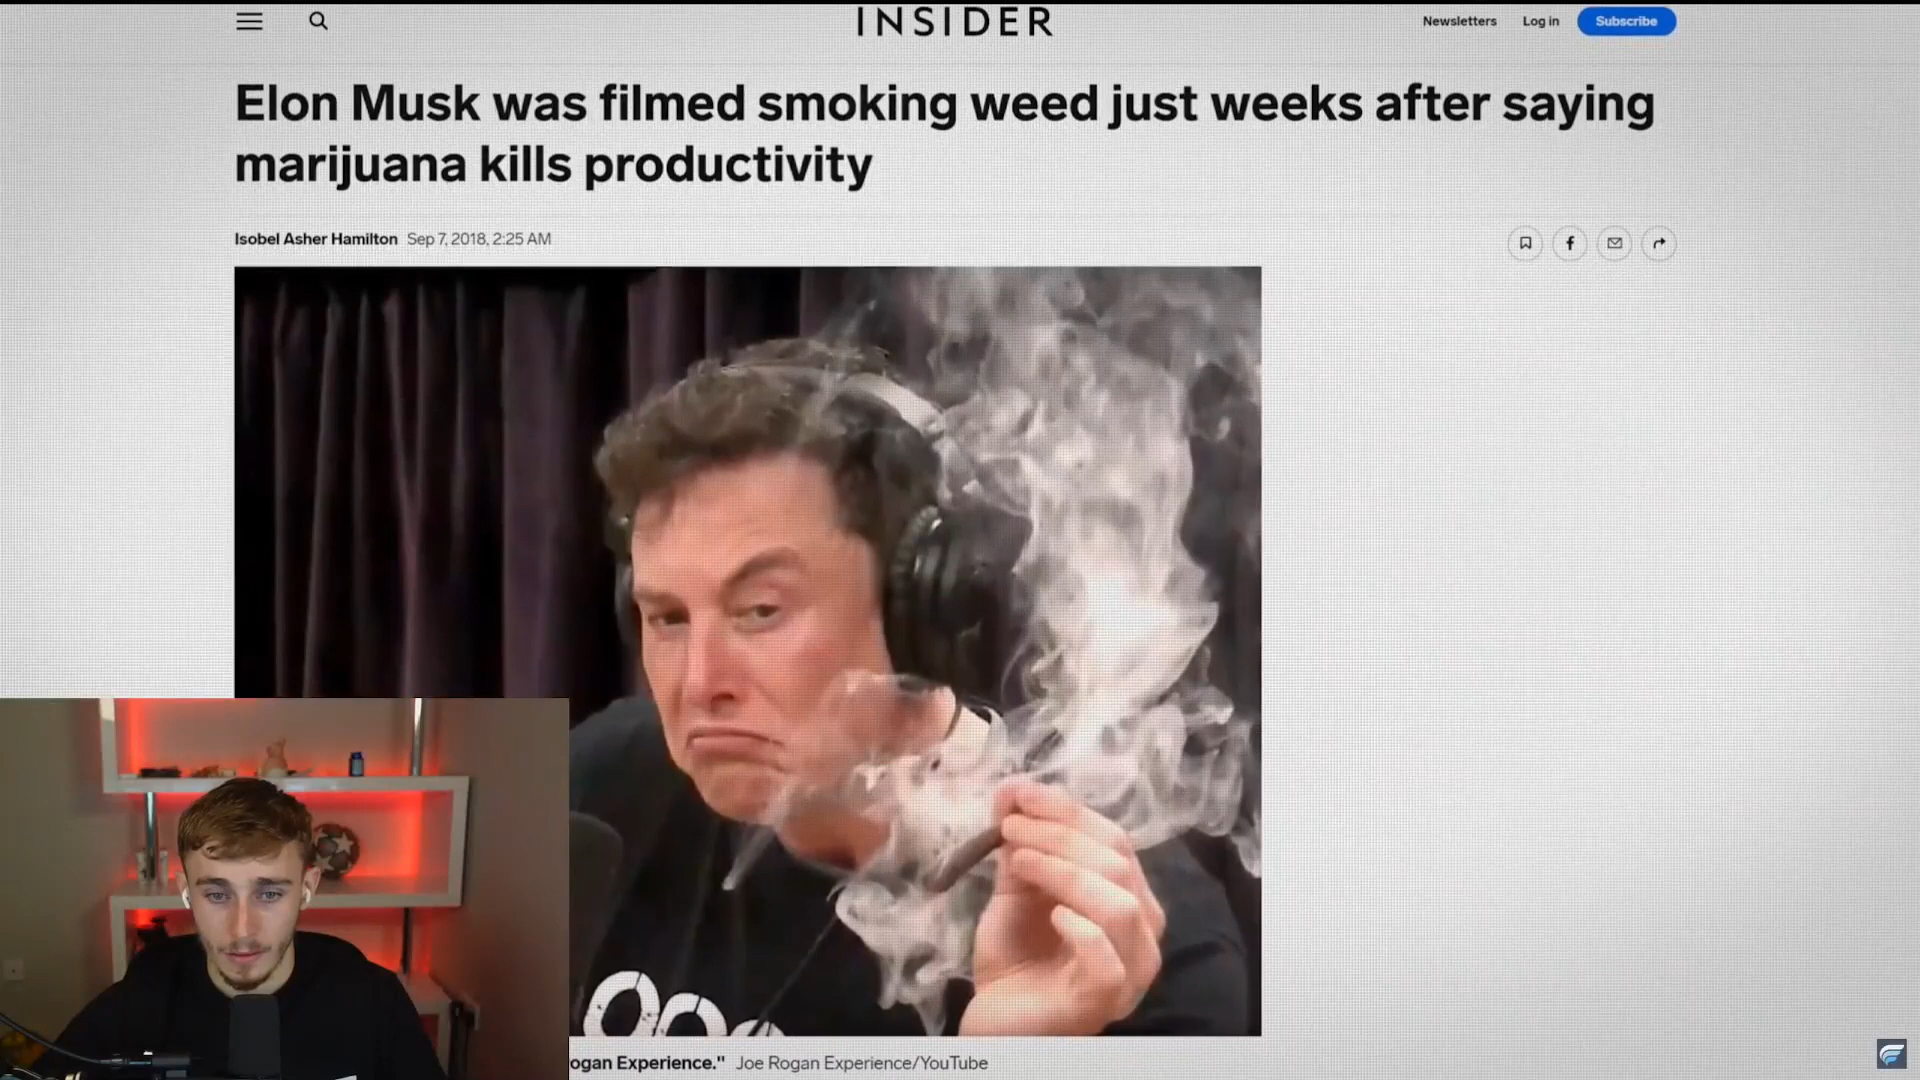 INSIDER
Newsletters Log in Subscribe
Elon Musk was filmed smoking weed just weeks after saying
marijuana kills productivity
Isobel Asher Hamilton Sep 7, 2018, 2:25 AM
ogan Experience." Joe Rogan Experience/YouTube